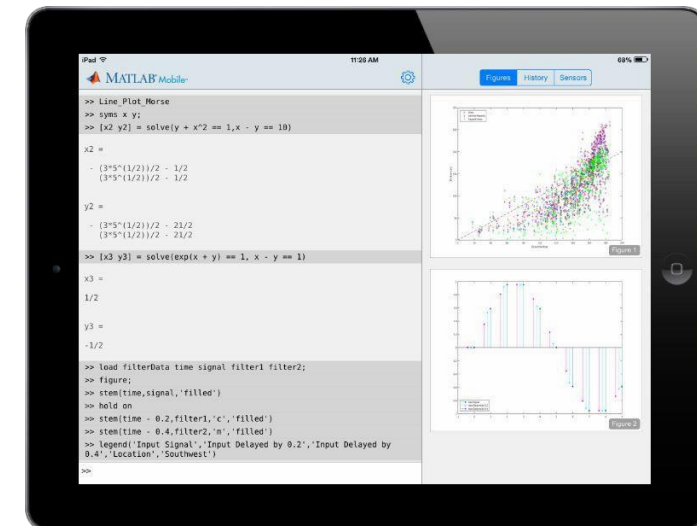 iPad
11:26 AM
68%
MATLAB Mobile™
Figures History Sensors
>> Line_Plot_Morse
>> syms x y;
>> [x2 y2] = solve(y + x^2 == 1,x - y == 10)
x2 =
- (3*5^(1/2))/2 - 1/2
(3*5^(1/2))/2 - 1/2
y2 =
- (3*5^(1/2))/2 - 21/2
(3*5^(1/2))/2 - 21/2
>> [x3 y3] = solve(exp(x + y) == 1, x - y == 1)
x3 =
1/2
y3 =
-1/2
>> load filterData time signal filter1 filter2;
>> figure;
>> stem(time,signal,'filled')
>> hold on
>> stem(time - 0.2,filter1,'c','filled')
>> stem(time - 0.4,filter2,'m','filled')
>> legend('Input Signal','Input Delayed by 0.2','Input Delayed by
0.4','Location','Southwest')
>>
Figure 1
Figure 2